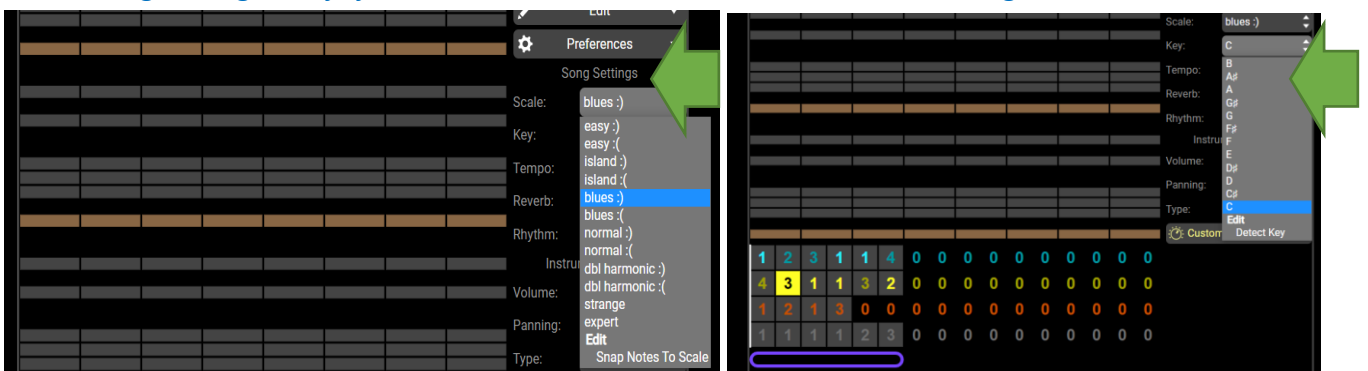 Edit
Preferences
Song Settings
Scale: blues :)
easy :)
easy :(
island :)
island :(
blues :)
blues :(
normal :)
normal :(
dbl harmonic :)
dbl harmonic :(
strange
expert
Edit
Snap Notes To Scale
Key:
Tempo:
Reverb:
Rhythm:
Instru
Volume:
Panning:
Type:
Scale: blues :)
Key: C
B
A♯
A
G♯
G
F♯
F
E
D♯
D
C♯
C
Edit
Detect Key
Tempo:
Reverb:
Rhythm:
Instru
Volume:
Panning:
Type:
Custom
1 2 3 1 1 4 0 0 0 0 0 0 0 0 0 0
4 3 1 1 3 2 0 0 0 0 0 0 0 0 0 0
1 2 1 3 0 0 0 0 0 0 0 0 0 0 0 0
1 1 1 1 2 3 0 0 0 0 0 0 0 0 0 0